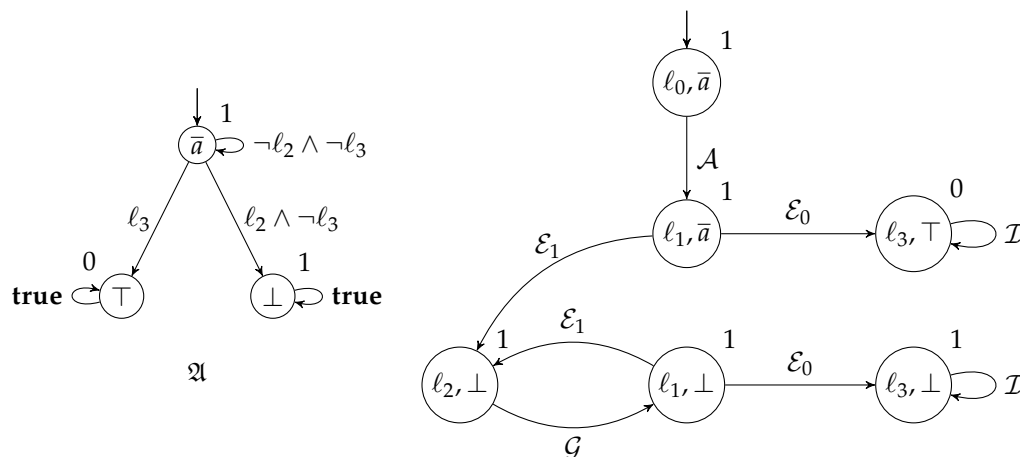 1
ā
¬ℓ₂ ∧ ¬ℓ₃
ℓ₃
ℓ₂ ∧ ¬ℓ₃
0
true
⊤
1
⊥
true
𝔄
1
ℓ₀, ā
𝒜
1
ℓ₁, ā
ℰ₀
0
ℓ₃, ⊤
ℐ
ℰ₁
1
ℓ₂, ⊥
ℰ₁
𝒢
1
ℓ₁, ⊥
ℰ₀
1
ℓ₃, ⊥
ℐ